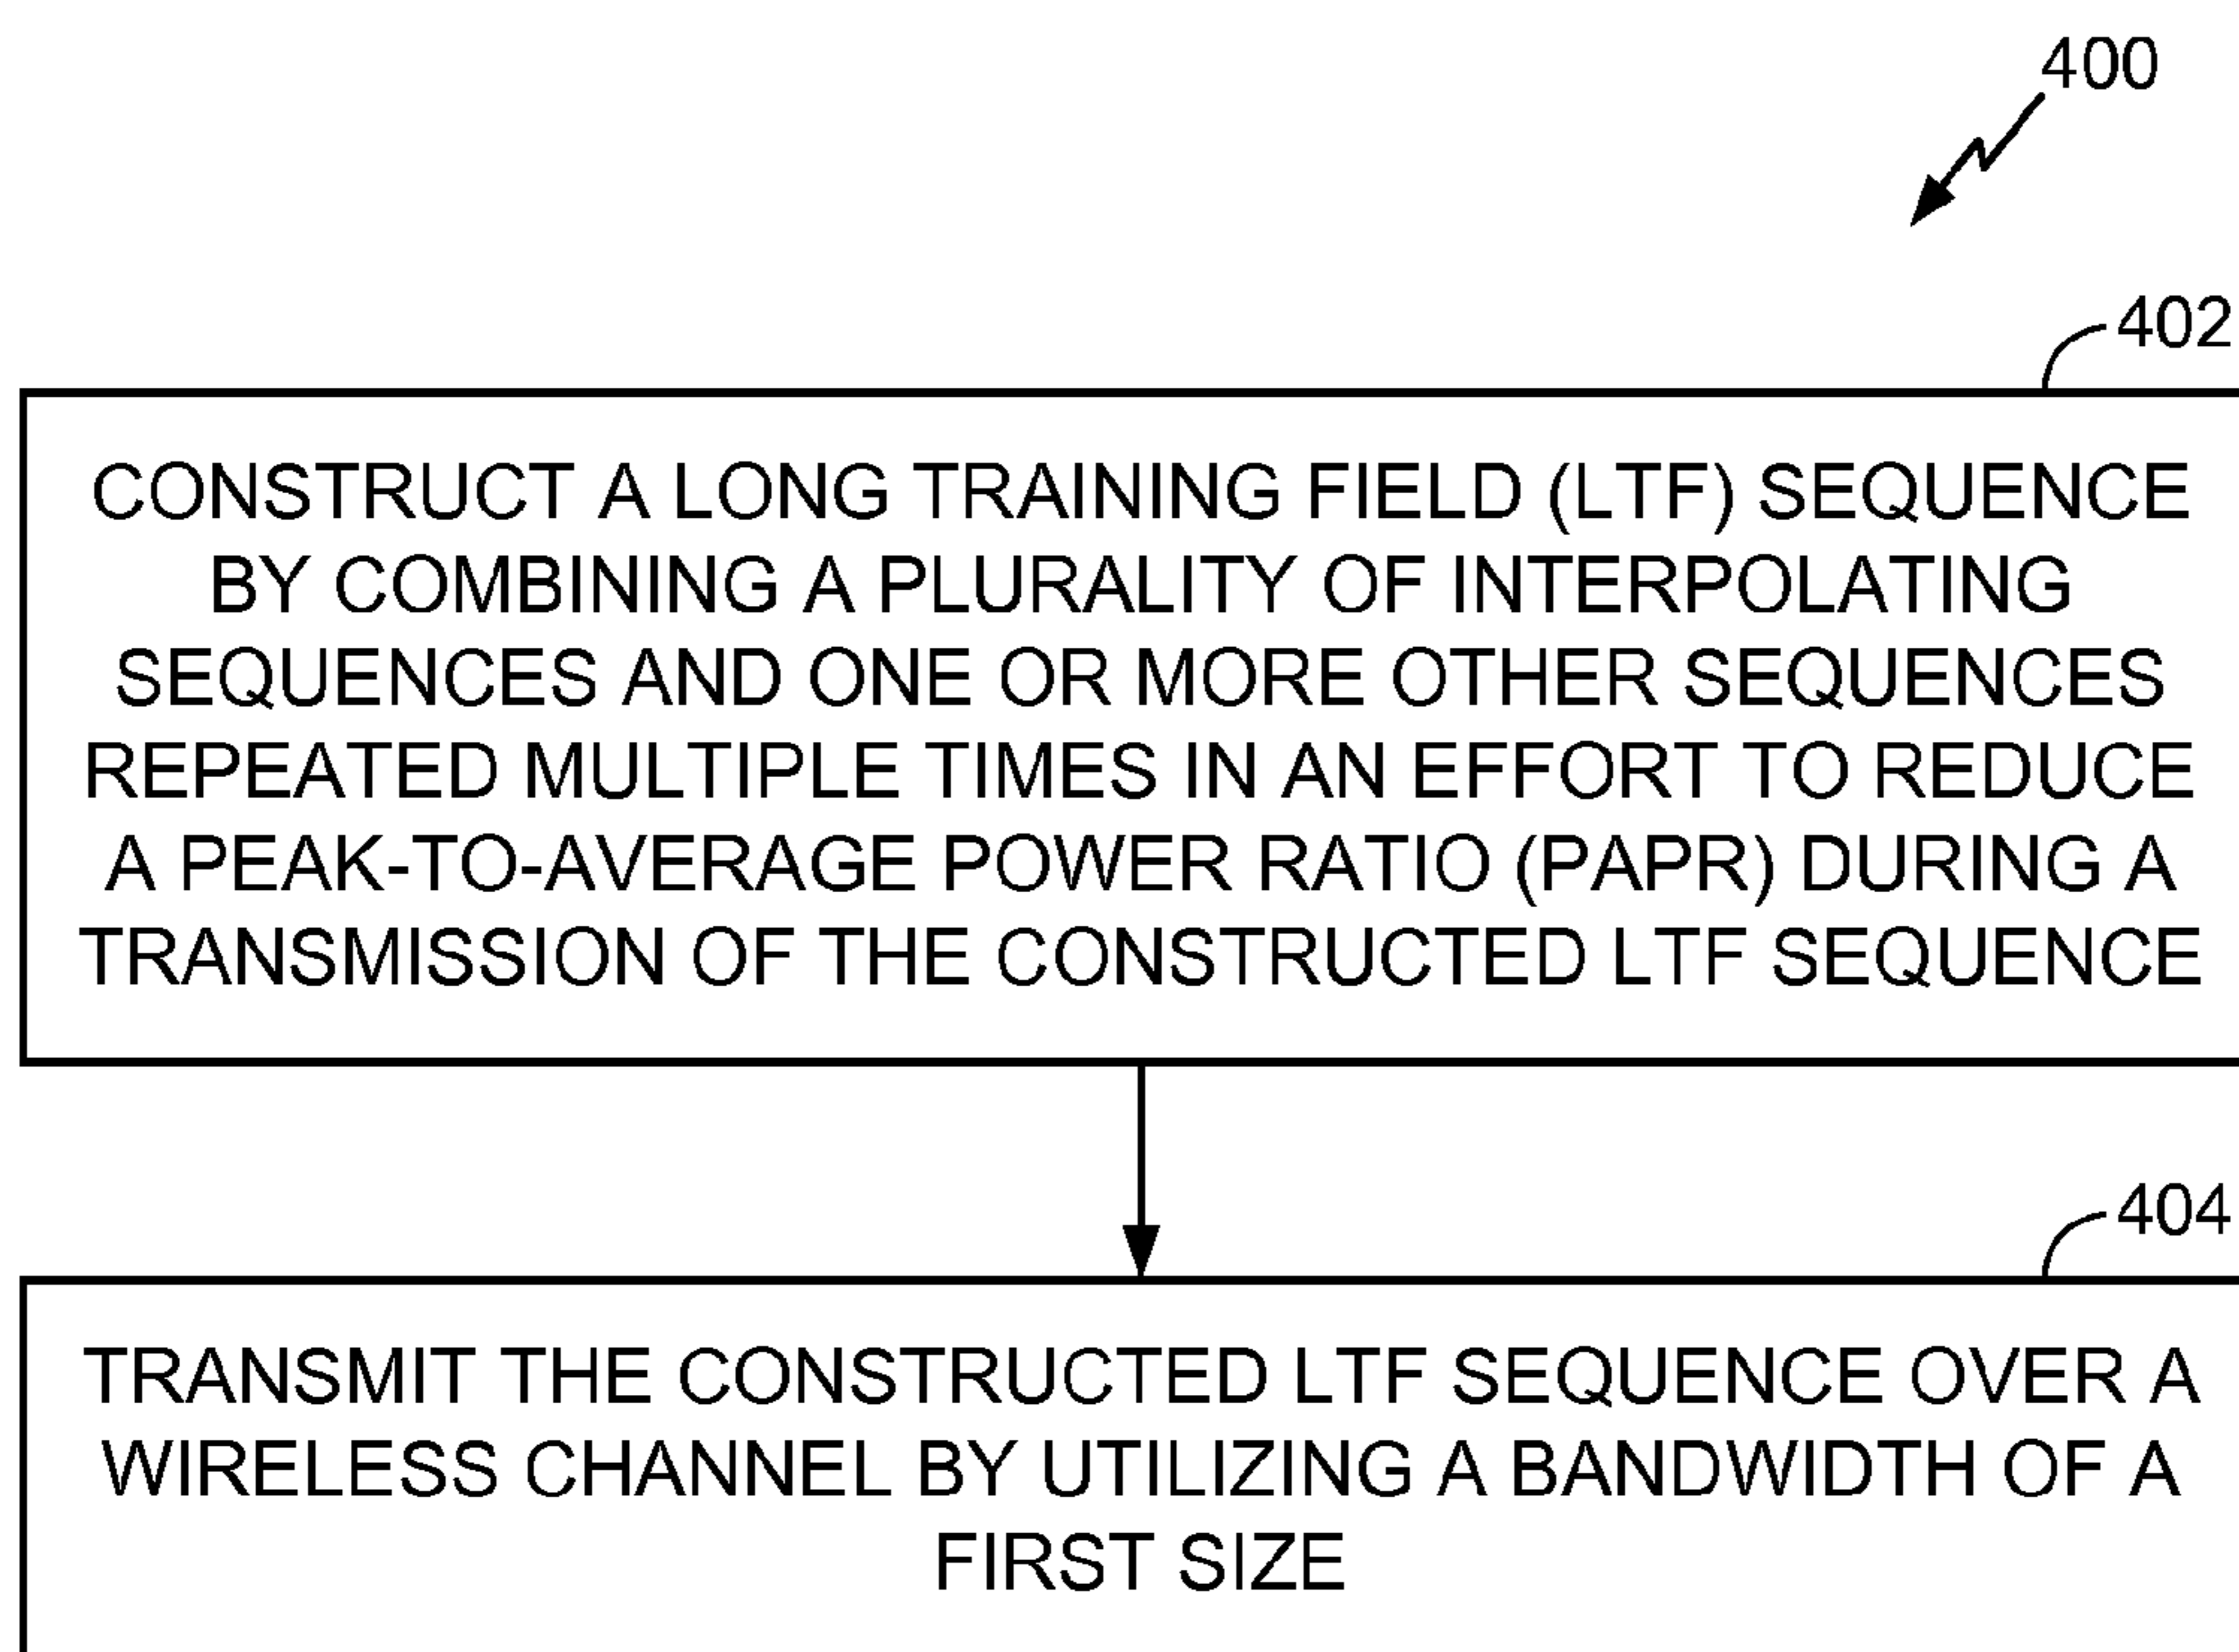 400
402
CONSTRUCT A LONG TRAINING FIELD (LTF) SEQUENCE
BY COMBINING A PLURALITY OF INTERPOLATING
SEQUENCES AND ONE OR MORE OTHER SEQUENCES
REPEATED MULTIPLE TIMES IN AN EFFORT TO REDUCE
A PEAK-TO-AVERAGE POWER RATIO (PAPR) DURING A
TRANSMISSION OF THE CONSTRUCTED LTF SEQUENCE
404
TRANSMIT THE CONSTRUCTED LTF SEQUENCE OVER A
WIRELESS CHANNEL BY UTILIZING A BANDWIDTH OF A
FIRST SIZE